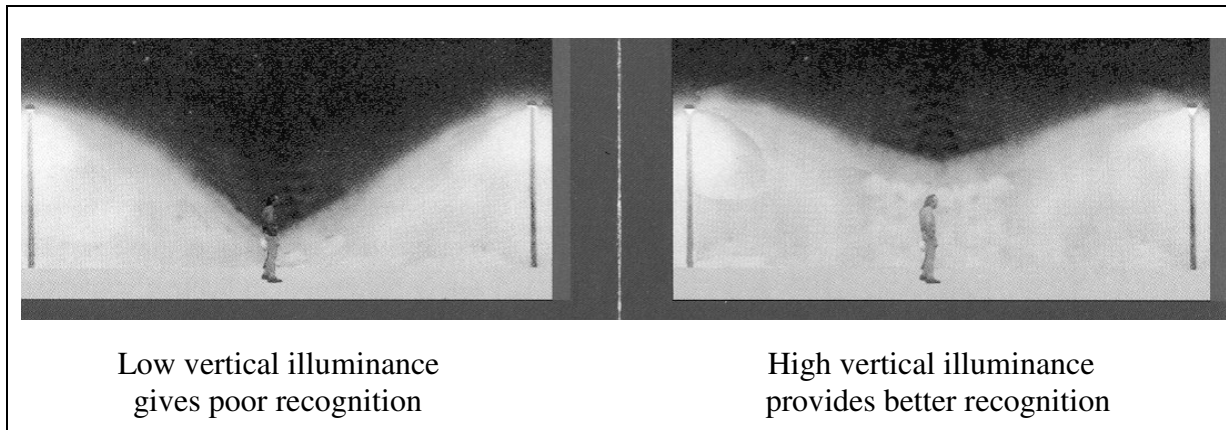 Low vertical illuminance
gives poor recognition
High vertical illuminance
provides better recognition